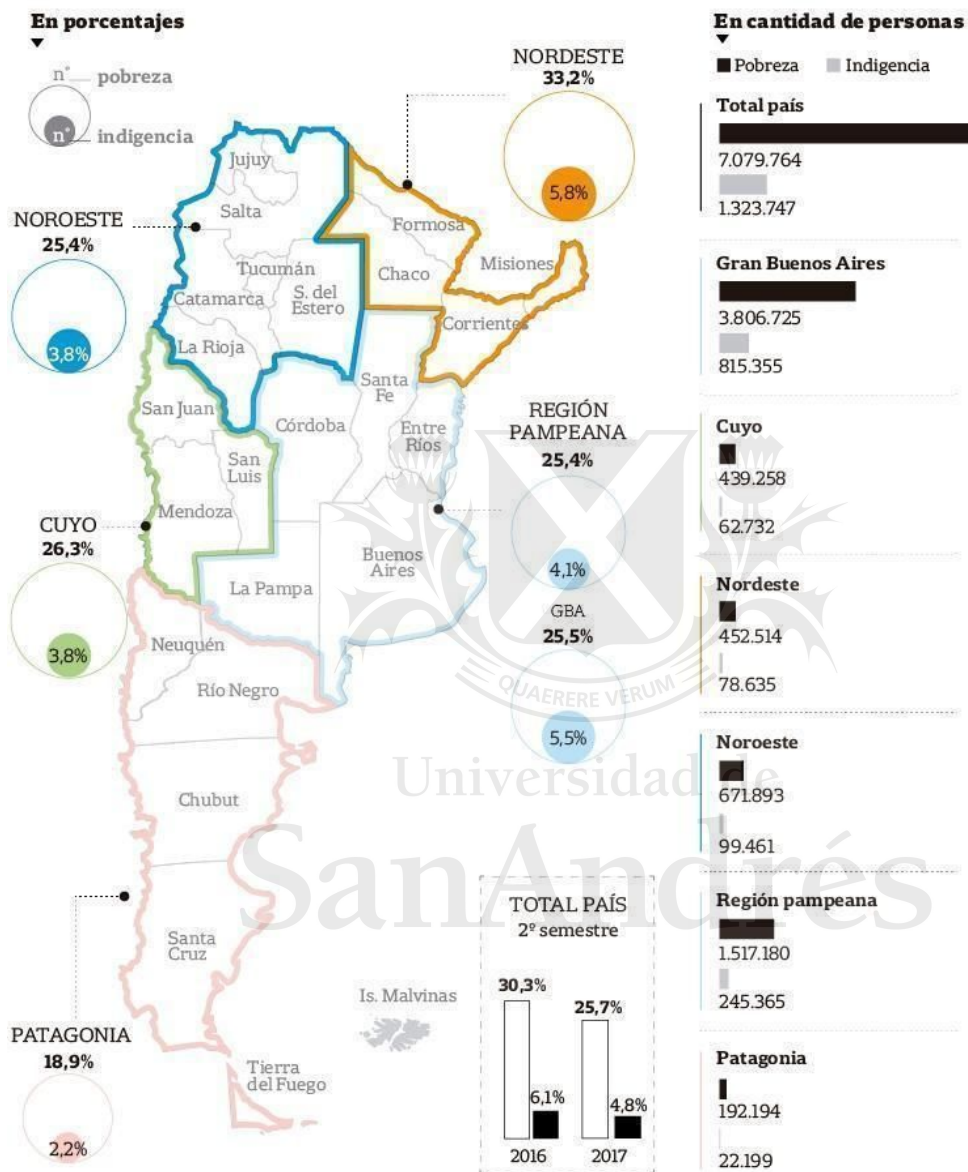 En porcentajes
n°
pobreza
n°
indigencia
NORDESTE
33,2%
5,8%
NOROESTE
25,4%
3,8%
Jujuy
Salta
Tucumán
Catamarca
S. del
Estero
La Rioja
Formosa
Chaco
Misiones
Corrientes
San Juan
San
Luis
Mendoza
Córdoba
Santa
Fe
Entre
Ríos
REGIÓN
PAMPEANA
25,4%
4,1%
GBA
25,5%
5,5%
CUYO
26,3%
3,8%
La Pampa
Buenos
Aires
Neuquén
Río Negro
Chubut
Santa
Cruz
Is. Malvinas
Tierra
del Fuego
PATAGONIA
18,9%
2,2%
TOTAL PAÍS
2º semestre
30,3%
25,7%
6,1%
4,8%
2016
2017
En cantidad de personas
Pobreza
Indigencia
Total país
7.079.764
1.323.747
Gran Buenos Aires
3.806.725
815.355
Cuyo
439.258
62.732
Nordeste
452.514
78.635
Noroeste
671.893
99.461
Región pampeana
1.517.180
245.365
Patagonia
192.194
22.199
QUAERERE VERUM
Universidad de
SanAndrés